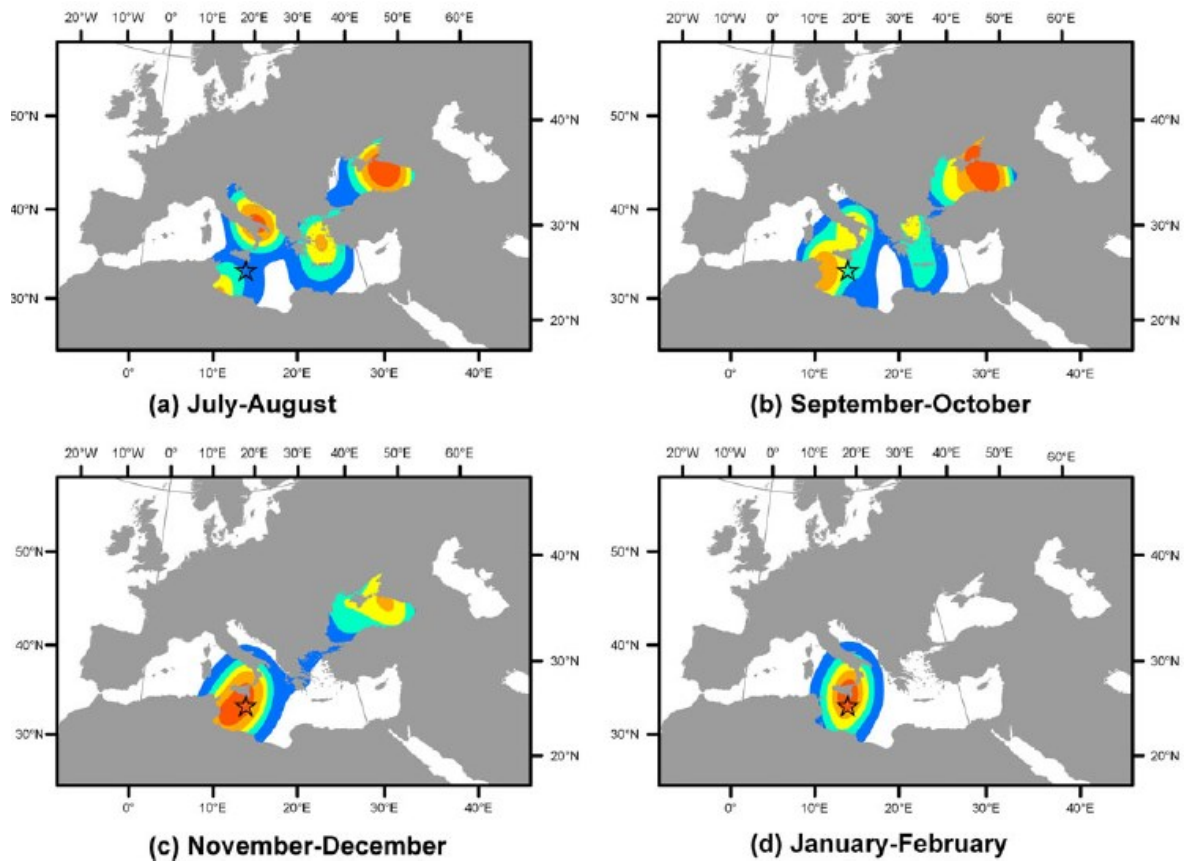 20°W 10°W 0° 10°E 20°E 30°E 40°E 50°E 60°E
20°W 10°W 0° 10°E 20°E 30°E 40°E 50°E 60°E
50°N 40°N 50°N 40°N
40°N 30°N 40°N 30°N
30°N 20°N 30°N 20°N
0° 10°E 20°E 30°E 40°E
0° 10°E 20°E 30°E 40°E
(a) July-August
(b) September-October
20°W 10°W 0° 10°E 20°E 30°E 40°E 50°E 60°E
20°W 10°W 0° 10°E 20°E 30°E 40°E 50°E 60°E
50°N 40°N 50°N 40°N
40°N 30°N 40°N 30°N
30°N 20°N 30°N 20°N
0° 10°E 20°E 30°E 40°E
0° 10°E 20°E 30°E 40°E
(c) November-December
(d) January-February